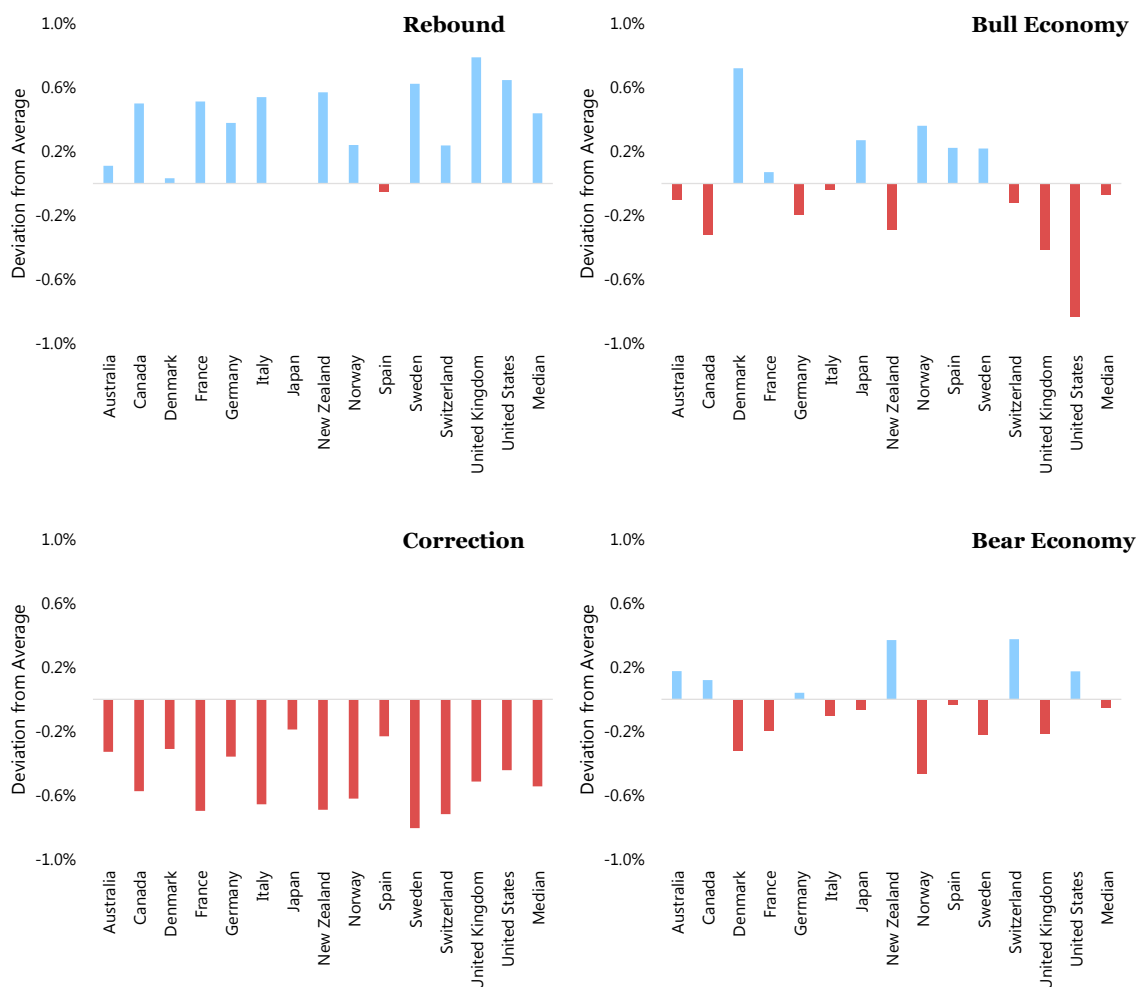 Rebound
Deviation from Average
1.0%
0.6%
0.2%
-0.2%
-0.6%
-1.0%
Australia
Canada
Denmark
France
Germany
Italy
Japan
New Zealand
Norway
Spain
Sweden
Switzerland
United Kingdom
United States
Median
Bull Economy
Deviation from Average
1.0%
0.6%
0.2%
-0.2%
-0.6%
-1.0%
Australia
Canada
Denmark
France
Germany
Italy
Japan
New Zealand
Norway
Spain
Sweden
Switzerland
United Kingdom
United States
Median
Correction
Deviation from Average
1.0%
0.6%
0.2%
-0.2%
-0.6%
-1.0%
Australia
Canada
Denmark
France
Germany
Italy
Japan
New Zealand
Norway
Spain
Sweden
Switzerland
United Kingdom
United States
Median
Bear Economy
Deviation from Average
1.0%
0.6%
0.2%
-0.2%
-0.6%
-1.0%
Australia
Canada
Denmark
France
Germany
Italy
Japan
New Zealand
Norway
Spain
Sweden
Switzerland
United Kingdom
United States
Median